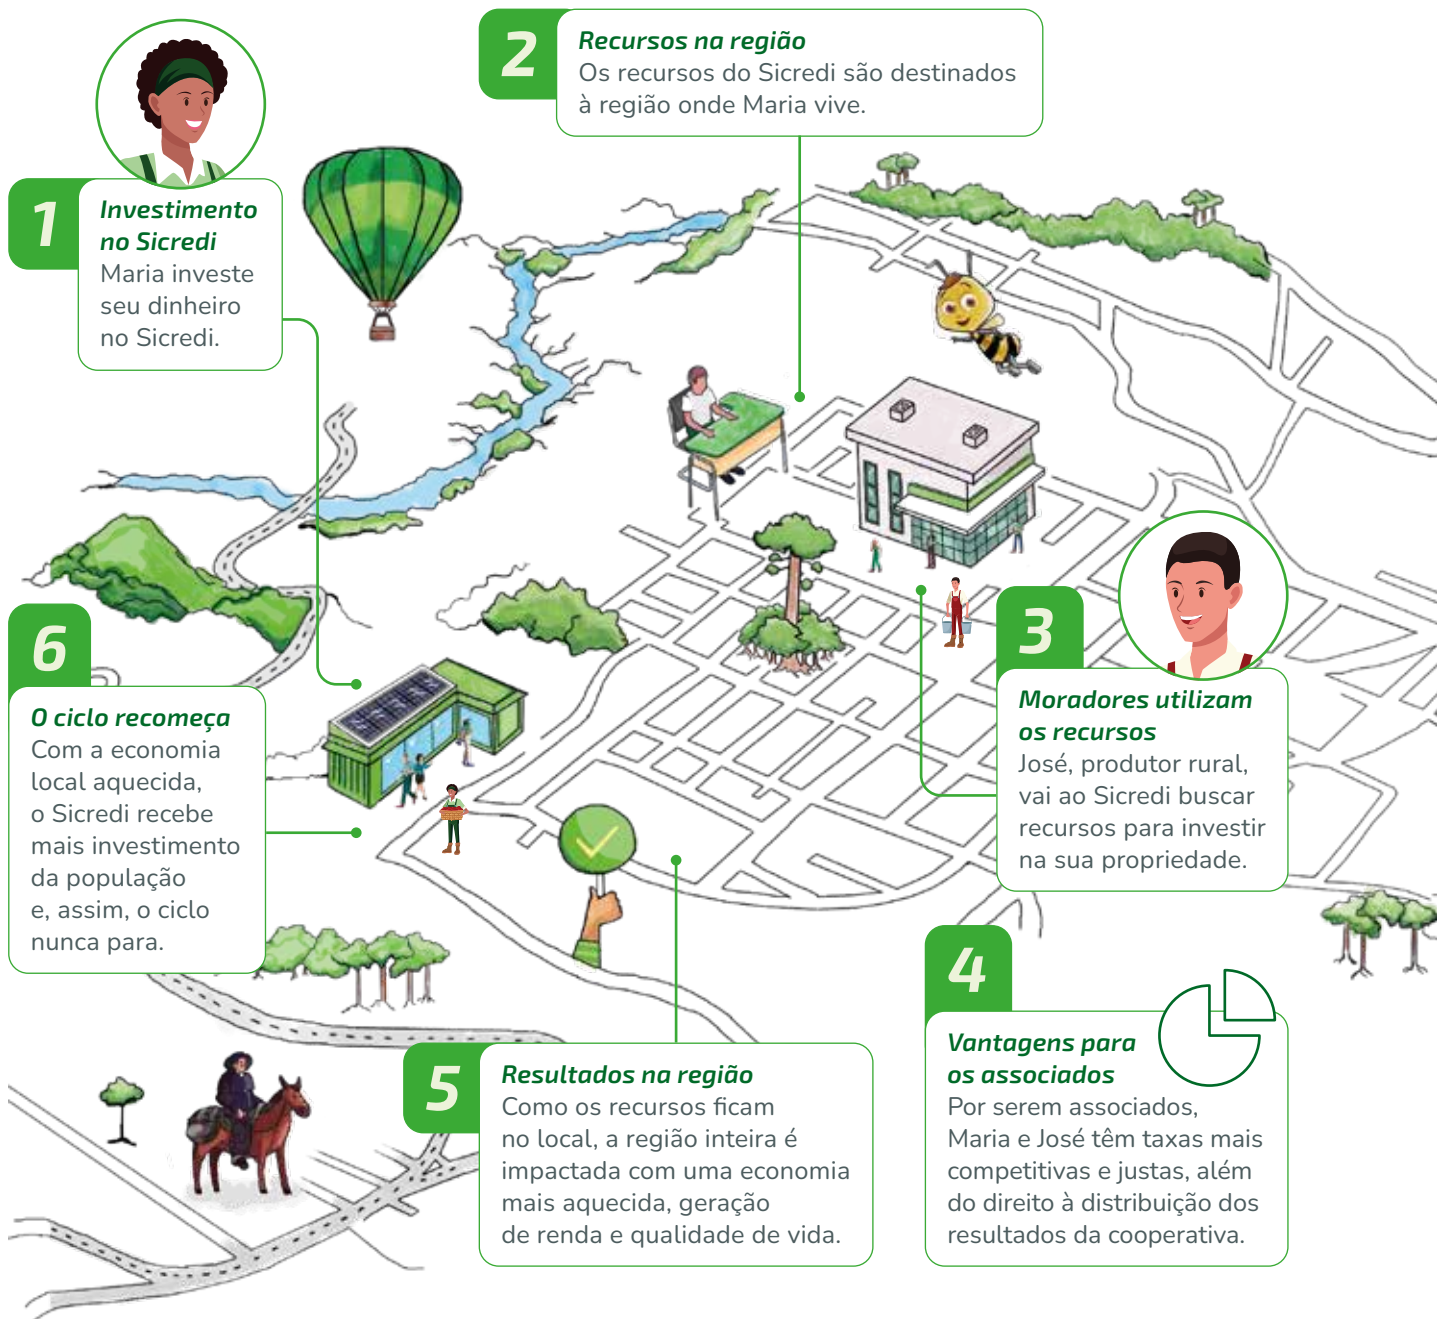 1
Investimento
no Sicredi
Maria investe
seu dinheiro
no Sicredi.
2
Recursos na região
Os recursos do Sicredi são destinados
à região onde Maria vive.
3
Moradores utilizam
os recursos
José, produtor rural,
vai ao Sicredi buscar
recursos para investir
na sua propriedade.
4
Vantagens para
os associados
Por serem associados,
Maria e José têm taxas mais
competitivas e justas, além
do direito à distribuição dos
resultados da cooperativa.
5
Resultados na região
Como os recursos ficam
no local, a região inteira é
impactada com uma economia
mais aquecida, geração
de renda e qualidade de vida.
6
O ciclo recomeça
Com a economia
local aquecida,
o Sicredi recebe
mais investimento
da população
e, assim, o ciclo
nunca para.